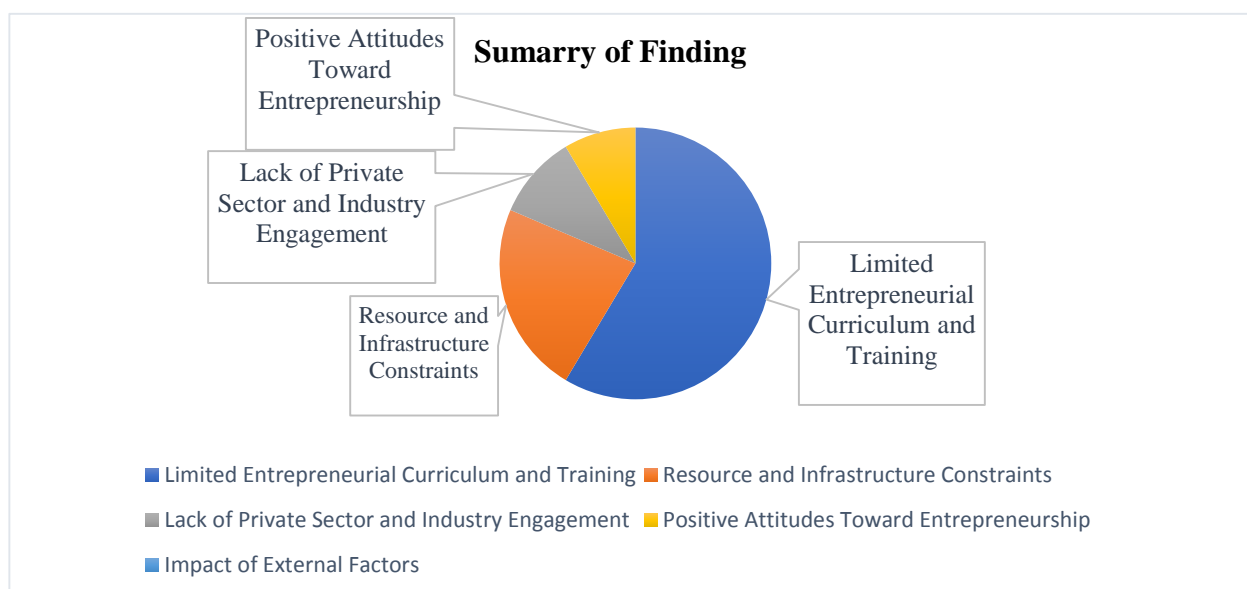 Sumarry of Finding
Positive Attitudes
Toward
Entrepreneurship
Lack of Private
Sector and Industry
Engagement
Resource and
Infrastructure
Constraints
Limited
Entrepreneurial
Curriculum and
Training
Limited Entrepreneurial Curriculum and Training
Resource and Infrastructure Constraints
Lack of Private Sector and Industry Engagement
Positive Attitudes Toward Entrepreneurship
Impact of External Factors